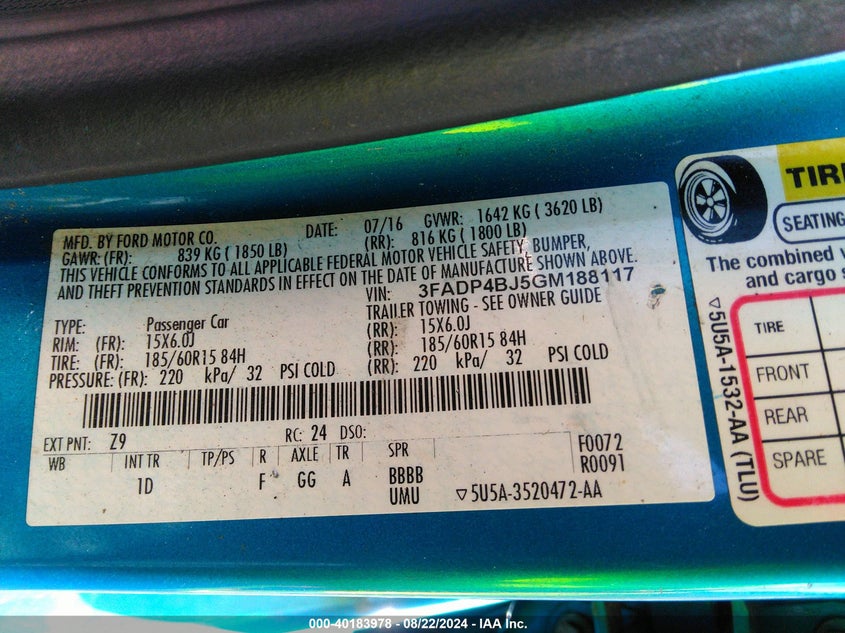 MFD. BY FORD MOTOR CO. DATE: 07/16 GVWR: 1642 KG ( 3620 LB)
GAWR: (FR): 839 KG ( 1850 LB) (RR): 816 KG ( 1800 LB)
THIS VEHICLE CONFORMS TO ALL APPLICABLE FEDERAL MOTOR VEHICLE SAFETY, BUMPER,
AND THEFT PREVENTION STANDARDS IN EFFECT ON THE DATE OF MANUFACTURE SHOWN ABOVE.
VIN: 3FADP4BJ5GM188117
TYPE: Passenger Car TRAILER TOWING - SEE OWNER GUIDE
RIM: (FR): 15X6.0J (RR): 15X6.0J
TIRE: (FR): 185/60R15 84H (RR): 185/60R15 84H
PRESSURE: (FR): 220 kPa/ 32 PSI COLD (RR): 220 kPa/ 32 PSI COLD
EXT PNT: Z9 RC: 24 DSO:
WB INT TR TP/PS R AXLE TR SPR F0072
1D F GG A BBBB R0091
UMU ▽5U5A-3520472-AA
TIRE
SEATING
The combined
and cargo
TIRE
FRONT
REAR
SPARE
▽5U5A-1532-AA (TLU)
000-40183978 - 08/22/2024 - IAA Inc.